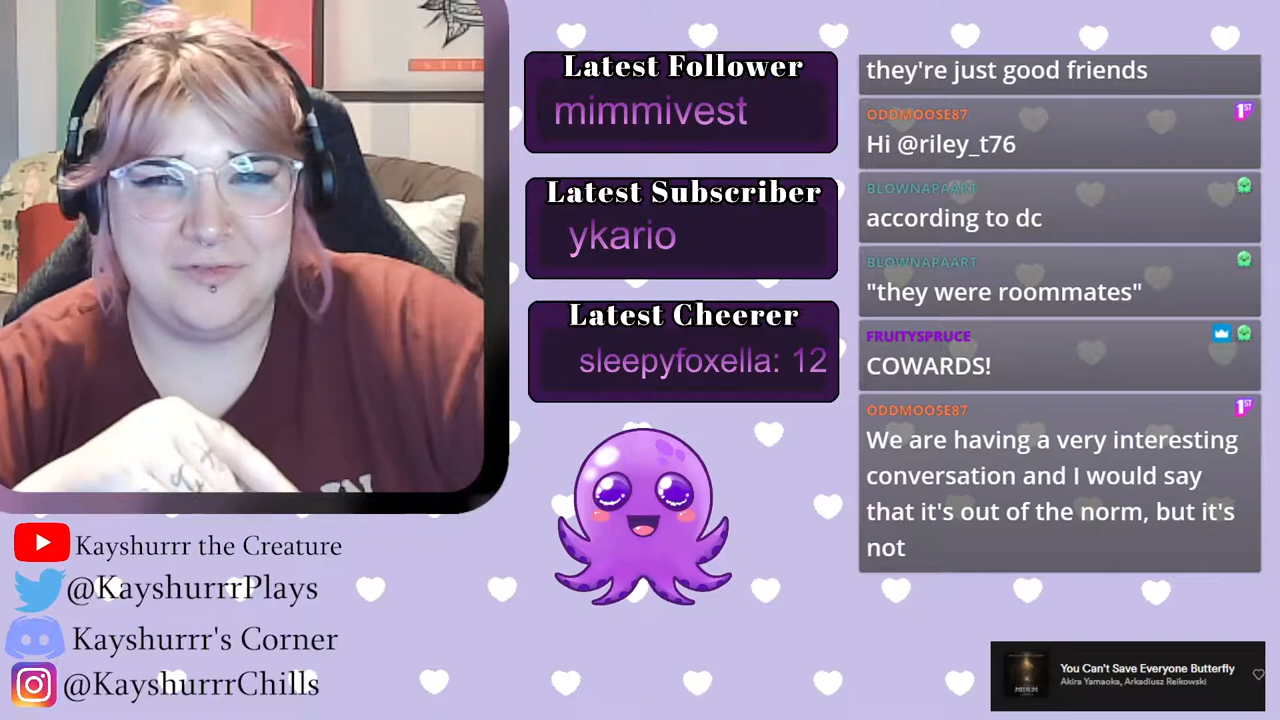 Latest Follower
mimmivest
Latest Subscriber
ykario
Latest Cheerer
sleepyfoxella: 12
they're just good friends
ODDMOOSE87
Hi @riley_t76
BLOWNAPAART
according to dc
BLOWNAPAART
"they were roommates"
FRUITYSPRUCE
COWARDS!
ODDMOOSE87
We are having a very interesting
conversation and I would say
that it's out of the norm, but it's
not
Kayshurrr the Creature
@KayshurrrPlays
Kayshurrr's Corner
@KayshurrrChills
You Can't Save Everyone Butterfly
Akira Yamaoka, Arkadiusz Reikowski